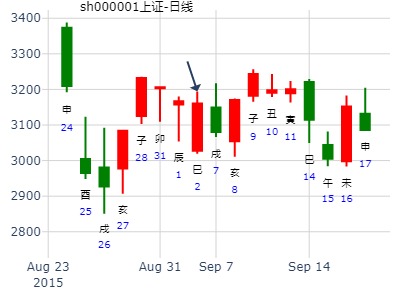 sh000001上证-日线
3400
3300
3200
3100
3000
2900
2800
申
24
酉
25
戌
26
亥
27
子
28
卯
31
辰
1
巳
2
戌
7
亥
8
子
9
丑
10
寅
11
巳
14
午
15
未
16
申
17
Aug 23
2015
Aug 31
Sep 7
Sep 14